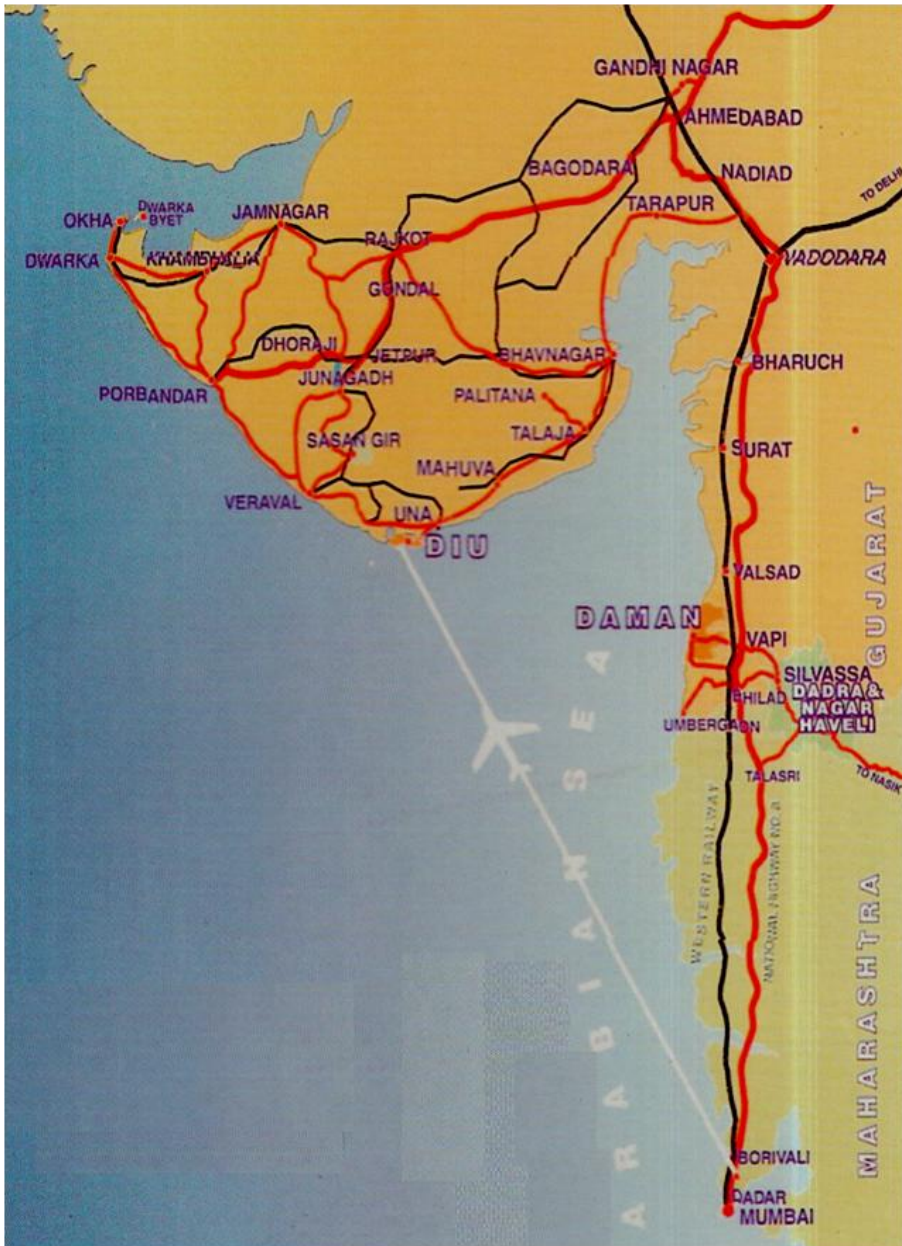 GANDHI NAGAR
AHMEDABAD
BAGODARA
NADIAD
TO DELHI
TARAPUR
DWARKA
BYET
OKHA
JAMNAGAR
RAJKOT
DWARKA
KHAMBHALIA
VADODARA
GONDAL
DHORAJI
JETPUR
BHAVNAGAR
BHARUCH
JUNAGADH
PORBANDAR
PALITANA
TALAJA
SASAN GIR
SURAT
MAHUVA
VERAVAL
UNA
DIU
GUJARAT
VALSAD
DAMAN
VAPI
SILVASSA
DADRA &
NAGAR
HAVELI
BHILAD
UMBERGAON
TALASRI
TO NASIK
ARABIAN SEA
WESTERN RAILWAY
NATIONAL HIGHWAY NO. 8
MAHARASHTRA
BORIVALI
DADAR
MUMBAI